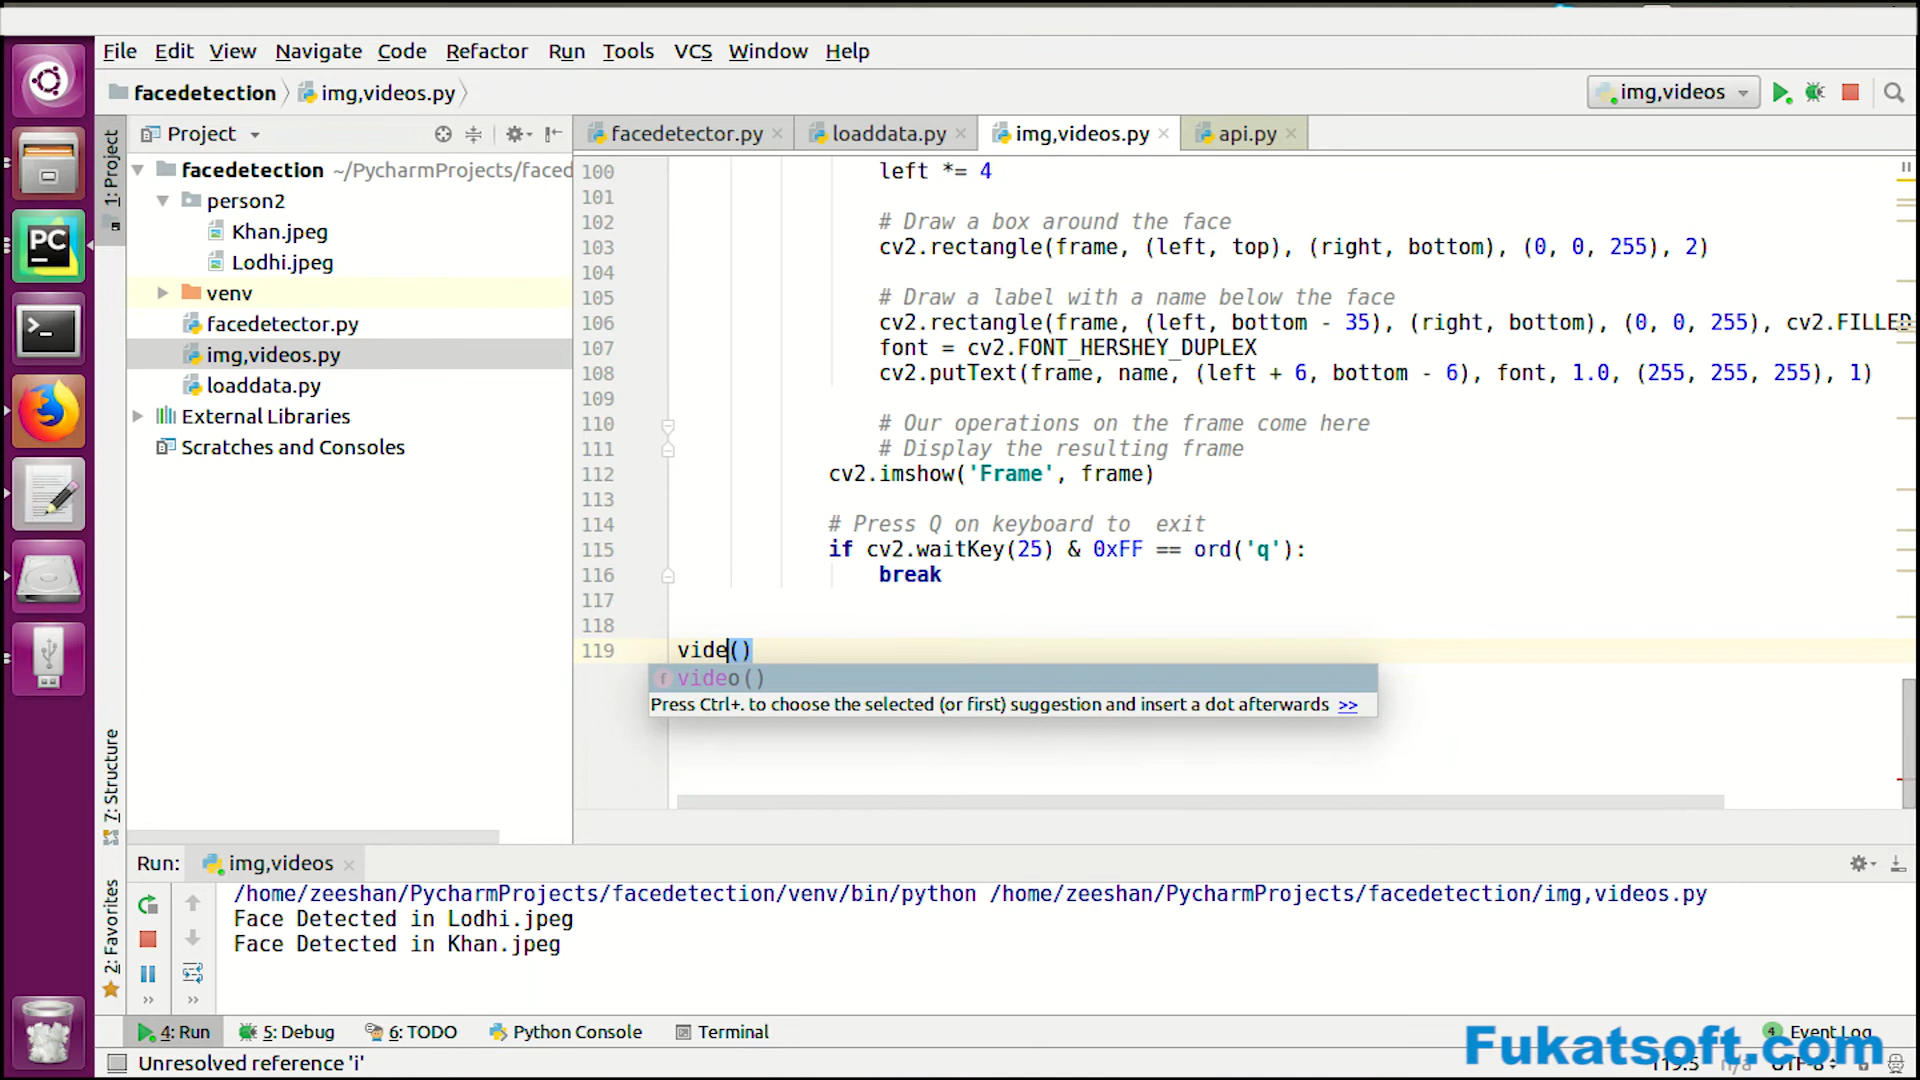 File Edit View Navigate Code Refactor Run Tools VCS Window Help
facedetection img,videos.py img,videos
1: Project
Project
facedetector.py loaddata.py img,videos.py api.py
facedetection ~/PycharmProjects/faced
person2
Khan.jpeg
Lodhi.jpeg
venv
facedetector.py
img,videos.py
loaddata.py
External Libraries
Scratches and Consoles
PC
100 left *= 4
101
102 # Draw a box around the face
103 cv2.rectangle(frame, (left, top), (right, bottom), (0, 0, 255), 2)
104
105 # Draw a label with a name below the face
106 cv2.rectangle(frame, (left, bottom - 35), (right, bottom), (0, 0, 255), cv2.FILLED
107 font = cv2.FONT_HERSHEY_DUPLEX
108 cv2.putText(frame, name, (left + 6, bottom - 6), font, 1.0, (255, 255, 255), 1)
109
110 # Our operations on the frame come here
111 # Display the resulting frame
112 cv2.imshow('Frame', frame)
113
114 # Press Q on keyboard to  exit
115 if cv2.waitKey(25) & 0xFF == ord('q'):
116 break
117
118
119 vide()
f video()
Press Ctrl+. to choose the selected (or first) suggestion and insert a dot afterwards >>
7: Structure
2: Favorites
Run: img,videos
/home/zeeshan/PycharmProjects/facedetection/venv/bin/python /home/zeeshan/PycharmProjects/facedetection/img,videos.py
Face Detected in Lodhi.jpeg
Face Detected in Khan.jpeg
4: Run 5: Debug 6: TODO Python Console Terminal 4 Event Log
Unresolved reference 'i' 119:5 n/a UTF-8
Fukatsoft.com